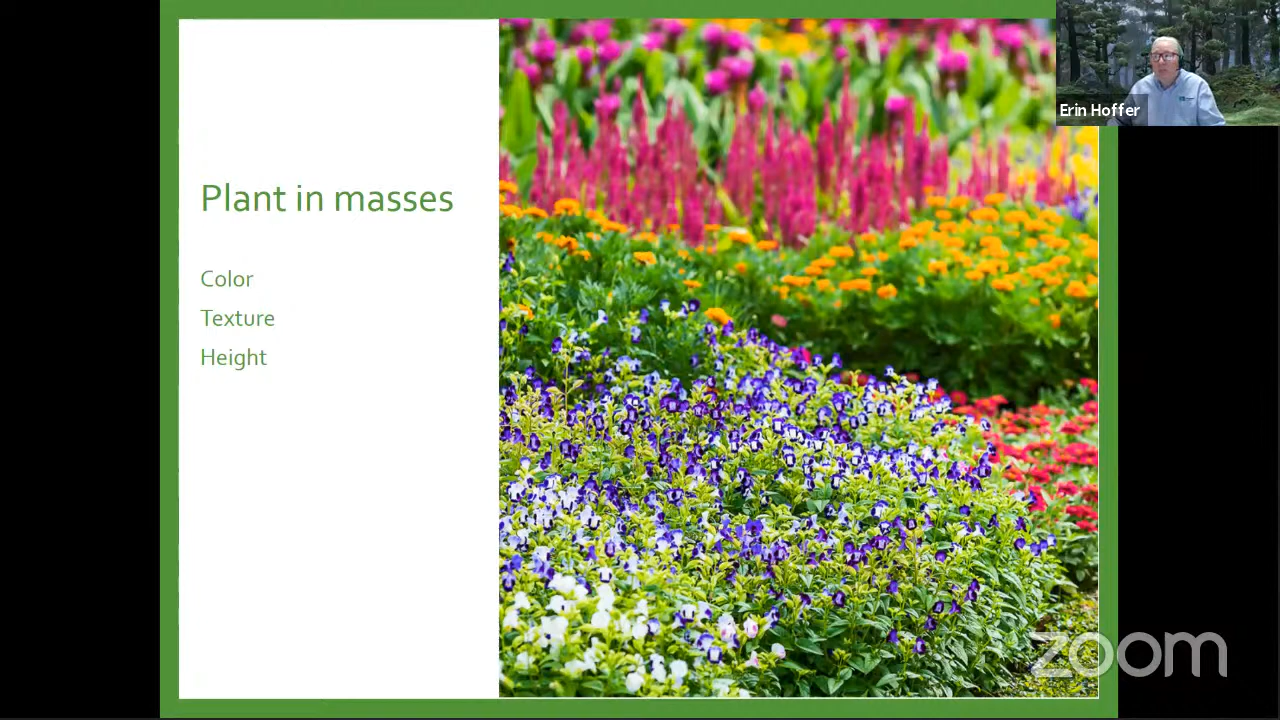 Plant in masses
Color
Texture
Height
Erin Hoffer
zoom